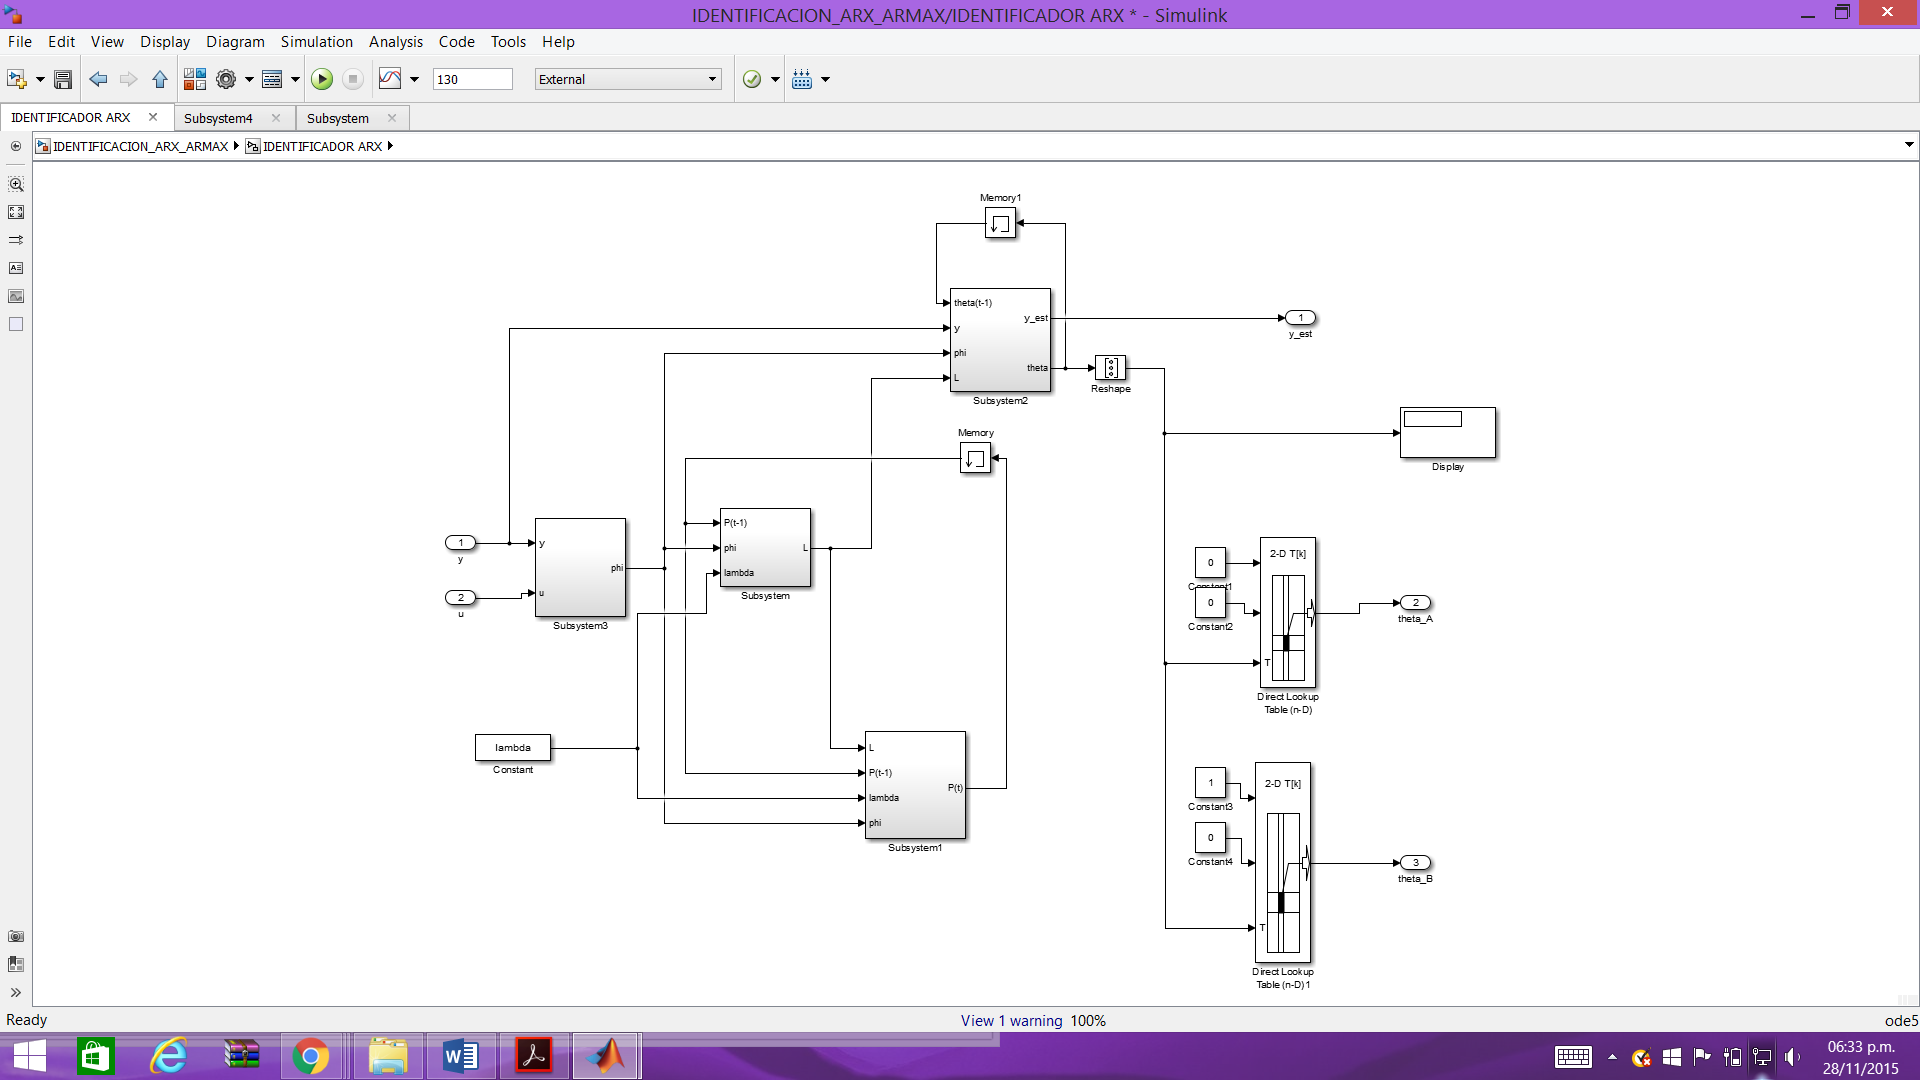 IDENTIFICACION_ARX_ARMAX/IDENTIFICADOR ARX * - Simulink
File Edit View Display Diagram Simulation Analysis Code Tools Help
130 External
IDENTIFICADOR ARX Subsystem4 Subsystem
IDENTIFICACION_ARX_ARMAX IDENTIFICADOR ARX
Memory1
theta(t-1)
y
phi
L
y_est
theta
Subsystem2
1
y_est
Reshape
Memory
Display
1
y
2
u
y
u
phi
Subsystem3
P(t-1)
phi
lambda
L
Subsystem
lambda
Constant
L
P(t-1)
lambda
phi
P(t)
Subsystem1
0
Constant1
0
Constant2
2-D T[k]
T
Direct Lookup
Table (n-D)
2
theta_A
1
Constant3
0
Constant4
2-D T[k]
T
Direct Lookup
Table (n-D)1
3
theta_B
Ready
View 1 warning 100%
ode5
06:33 p.m.
28/11/2015